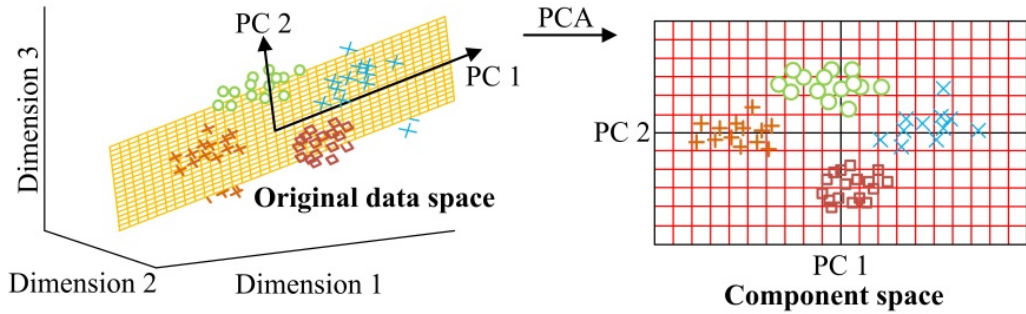 Dimension 3
PC 2
PC 1
Original data space
Dimension 2
Dimension 1
PCA
PC 2
PC 1
Component space